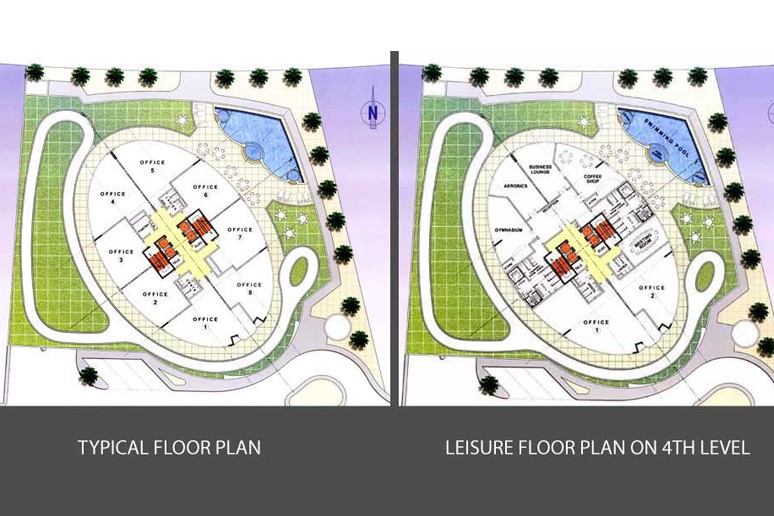 N
OFFICE
5
OFFICE
4
OFFICE
6
OFFICE
7
OFFICE
3
OFFICE
8
OFFICE
2
OFFICE
1
TYPICAL FLOOR PLAN
SWIMMING POOL
BUSINESS
LOUNGE
COFFEE
SHOP
AEROBICS
GYMNASIUM
RECEPTION
MEETING
ROOM
OFFICE
2
OFFICE
1
LEISURE FLOOR PLAN ON 4TH LEVEL